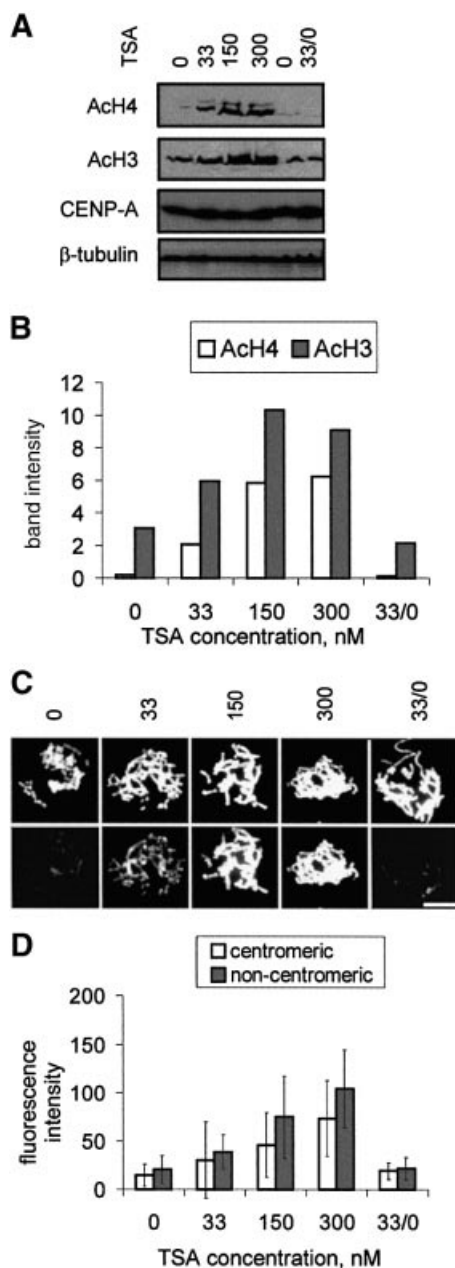 A
TSA 0 33 150 300 0 33/0
AcH4
AcH3
CENP-A
β-tubulin
B
AcH4 AcH3
band intensity
12
10
8
6
4
2
0
0 33 150 300 33/0
TSA concentration, nM
C
0 33 150 300 33/0
D
centromeric
non-centromeric
fluorescence
intensity
200
150
100
50
0
0 33 150 300 33/0
TSA concentration, nM